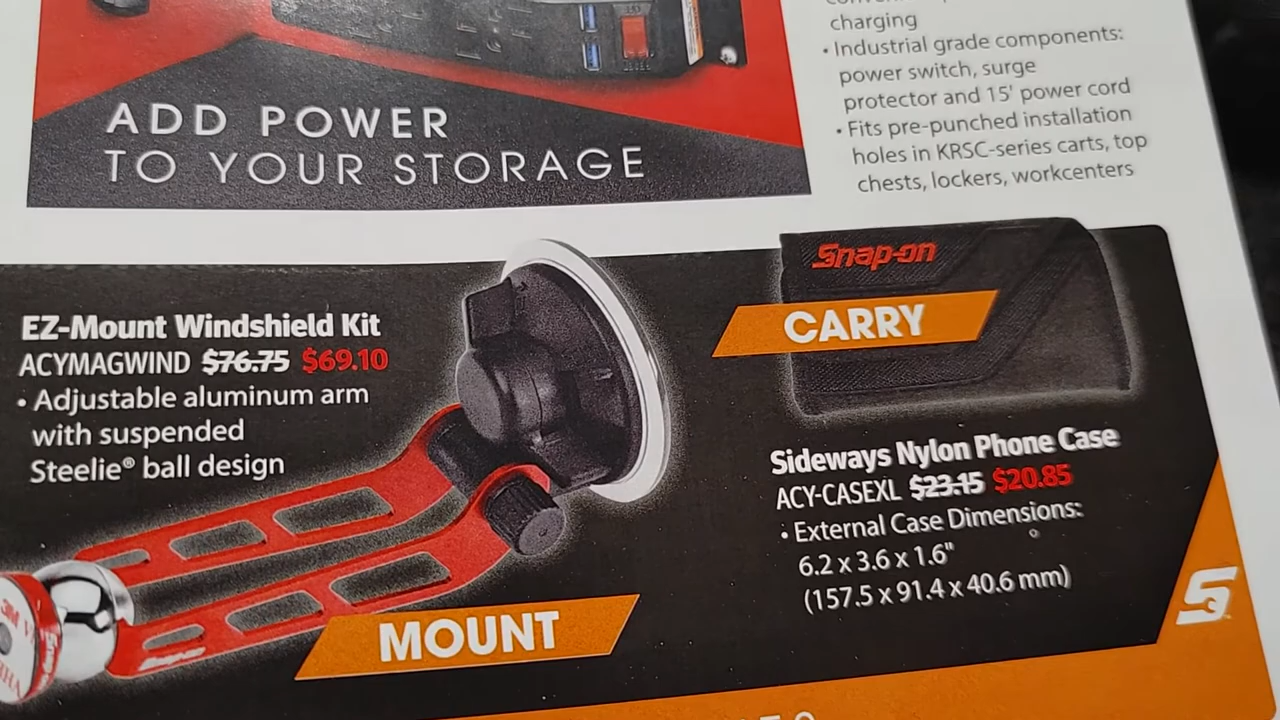 charging
• Industrial grade components:
power switch, surge
protector and 15' power cord
• Fits pre-punched installation
holes in KRSC-series carts, top
chests, lockers, workcenters
ADD POWER
TO YOUR STORAGE
EZ-Mount Windshield Kit
ACYMAGWIND $76.75 $69.10
• Adjustable aluminum arm
with suspended
Steelie® ball design
MOUNT
Snap-on
CARRY
Sideways Nylon Phone Case
ACY-CASEXL $23.15 $20.85
• External Case Dimensions:
6.2 x 3.6 x 1.6"
(157.5 x 91.4 x 40.6 mm)
3M
Snap-on